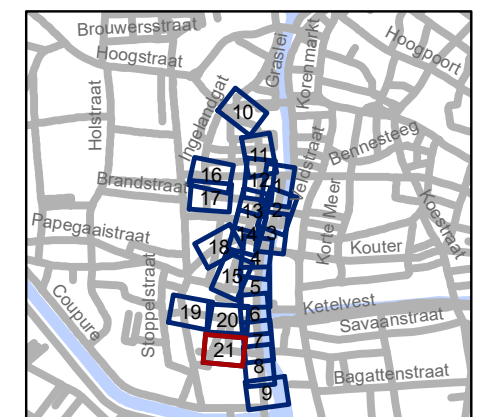 Brouwersstraat
Hoogstraat
Graslei
Korenmarkt
Hoogpoort
Holstraat
Ingelandgat
10
11
Bennesteeg
Veldstraat
16
12
1
Brandstraat
17
13
2
Koestraat
Papegaaistraat
Korte Meer
14
3
18
Kouter
4
15
5
Coupure
Stoppelstraat
Ketelvest
19
20
6
Savaanstraat
7
21
8
Bagattenstraat
9